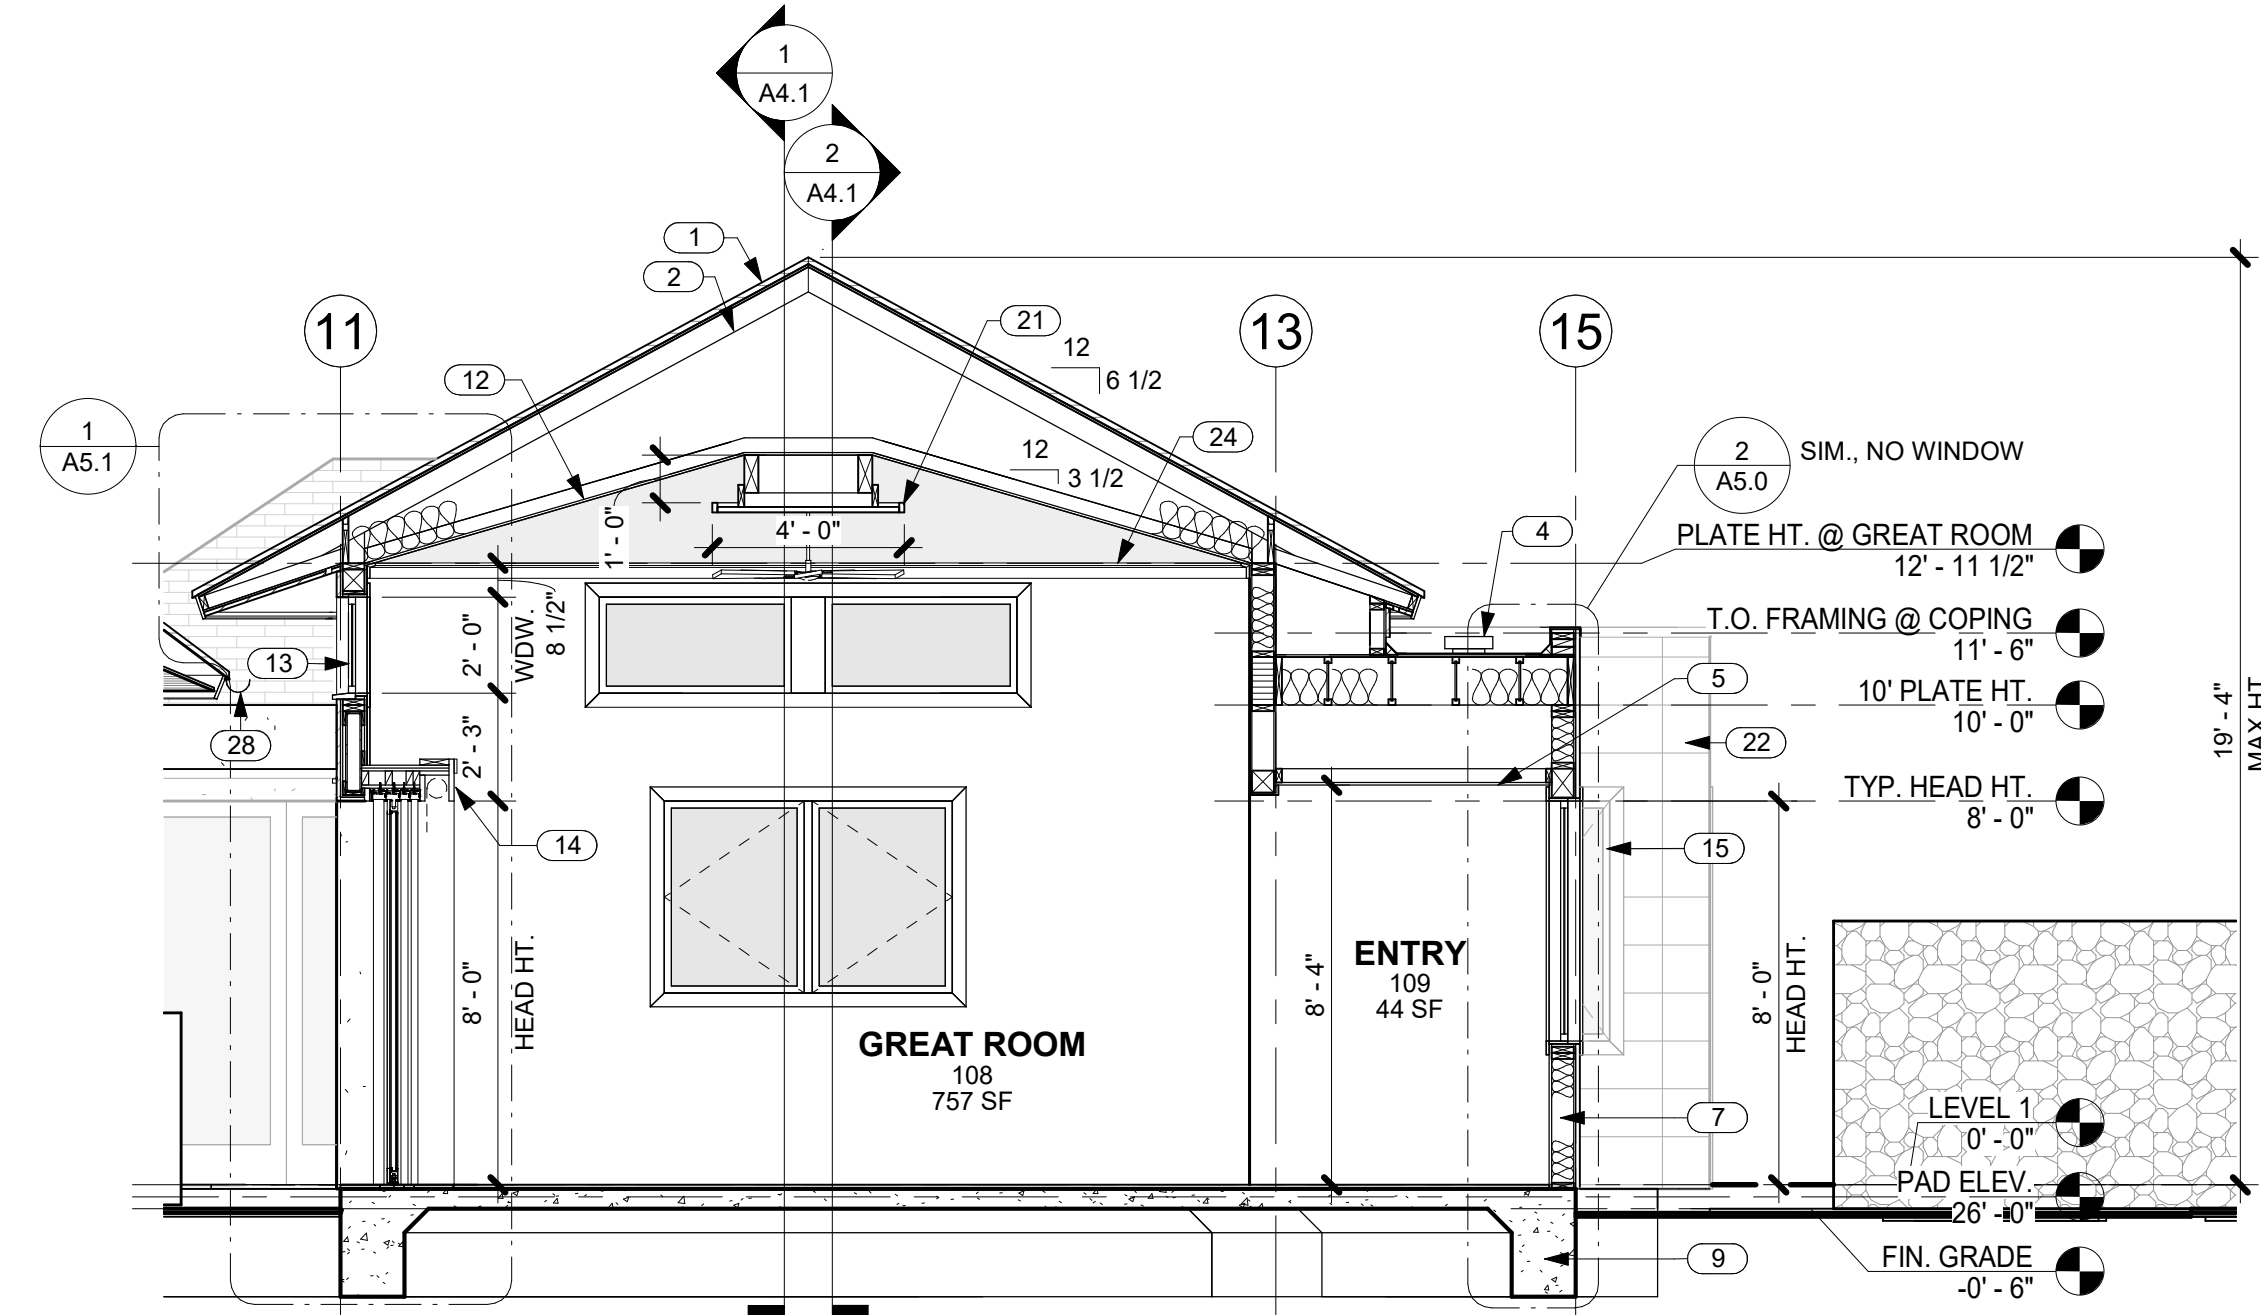 1
A4.1
2
A4.1
1
2
21
11
13
15
12
6 1/2
12
1
A5.1
24
12
3 1/2
2
A5.0
SIM., NO WINDOW
1' - 0"
4' - 0"
4
PLATE HT. @ GREAT ROOM
12' - 11 1/2"
T.O. FRAMING @ COPING
11' - 6"
13
2' - 0"
WDW.
8 1/2"
5
10' PLATE HT.
10' - 0"
28
2' - 3"
22
19' - 4"
MAX HT.
TYP. HEAD HT.
8' - 0"
14
15
8' - 0"
HEAD HT.
8' - 4"
ENTRY
109
44 SF
8' - 0"
HEAD HT.
GREAT ROOM
108
757 SF
7
LEVEL 1
0' - 0"
PAD ELEV.
26' - 0"
9
FIN. GRADE
-0' - 6"